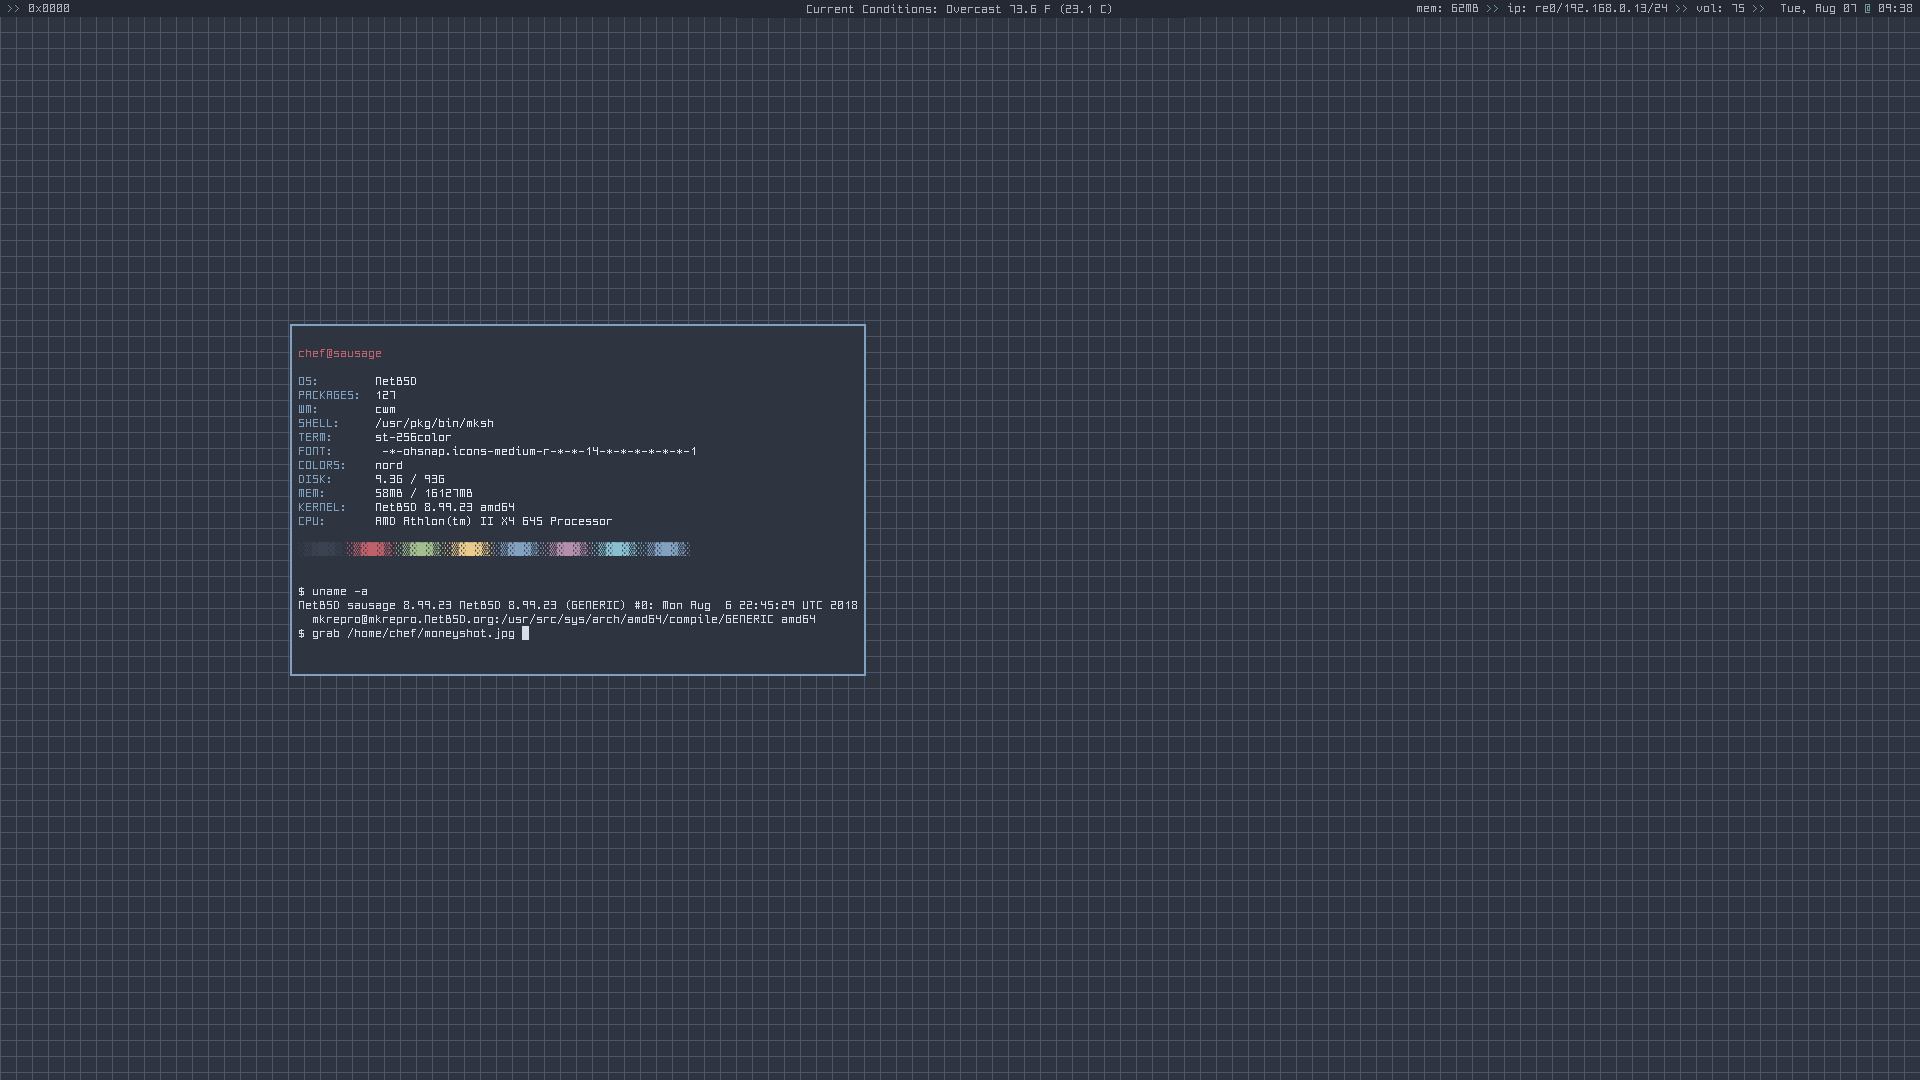 >> 0x0000
Current Conditions: Overcast 73.6 F (23.1 C)
mem: 62MB >> ip: re0/192.168.0.13/24 >> vol: 75 >> Tue, Aug 07 @ 09:38
chef@sausage
OS: NetBSD
PACKAGES: 127
WM: cwm
SHELL: /usr/pkg/bin/mksh
TERM: st-256color
FONT: -*-ohsnap.icons-medium-r-*-*-14-*-*-*-*-*-*-1
COLORS: nord
DISK: 9.3G / 93G
MEM: 58MB / 16127MB
KERNEL: NetBSD 8.99.23 amd64
CPU: AMD Athlon(tm) II X4 645 Processor
$ uname -a
NetBSD sausage 8.99.23 NetBSD 8.99.23 (GENERIC) #0: Mon Aug  6 22:45:29 UTC 2018
mkrepro@mkrepro.NetBSD.org:/usr/src/sys/arch/amd64/compile/GENERIC amd64
$ grab /home/chef/moneyshot.jpg